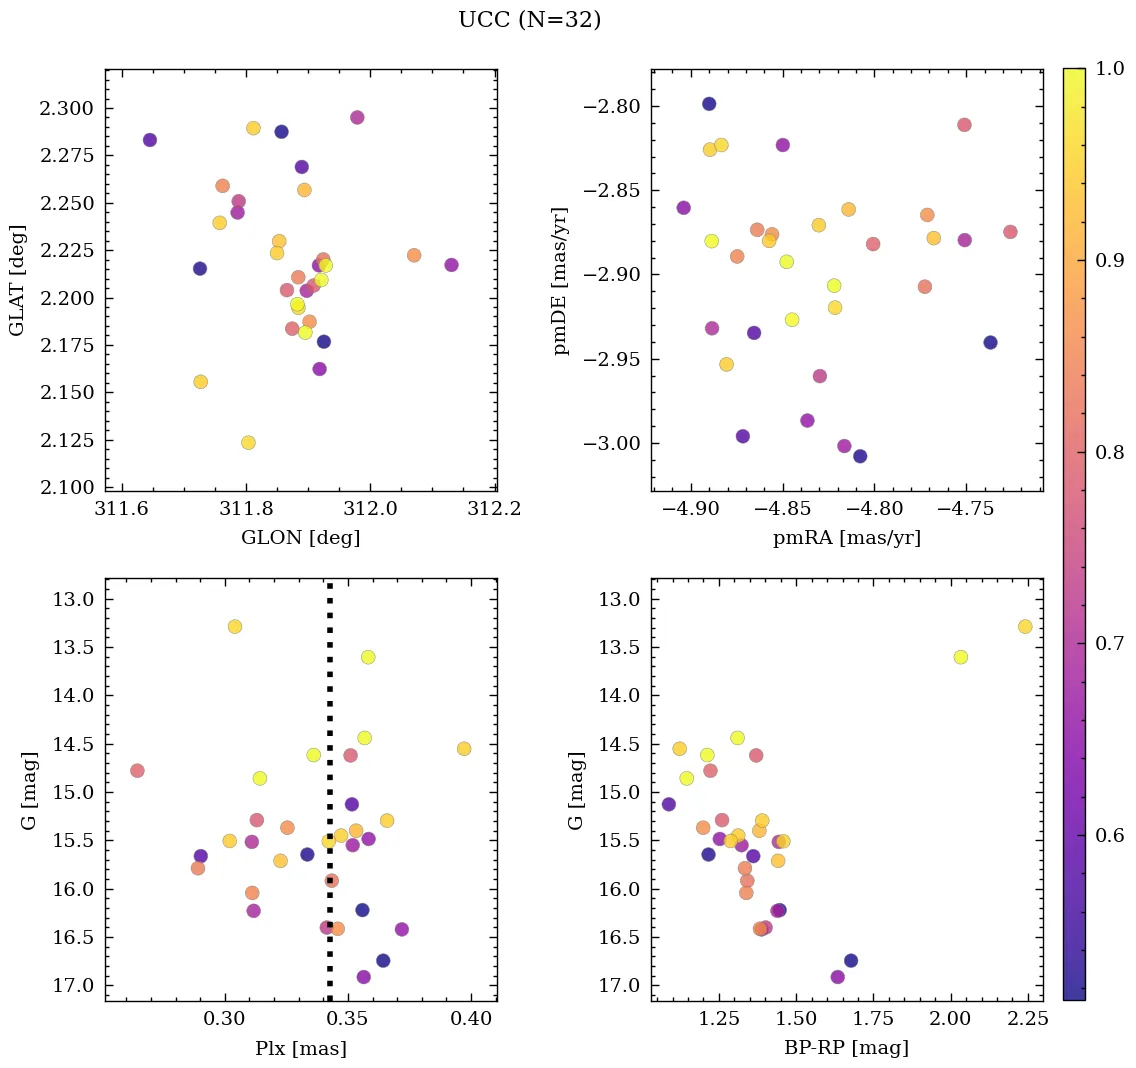 UCC (N=32)
2.300
2.275
2.250
2.225
2.200
2.175
2.150
2.125
2.100
GLAT [deg]
311.6 311.8 312.0 312.2
GLON [deg]
−2.80
−2.85
−2.90
−2.95
−3.00
pmDE [mas/yr]
−4.90 −4.85 −4.80 −4.75
pmRA [mas/yr]
1.0
0.9
0.8
0.7
0.6
13.0
13.5
14.0
14.5
15.0
15.5
16.0
16.5
17.0
G [mag]
0.30 0.35 0.40
Plx [mas]
13.0
13.5
14.0
14.5
15.0
15.5
16.0
16.5
17.0
G [mag]
1.25 1.50 1.75 2.00 2.25
BP-RP [mag]